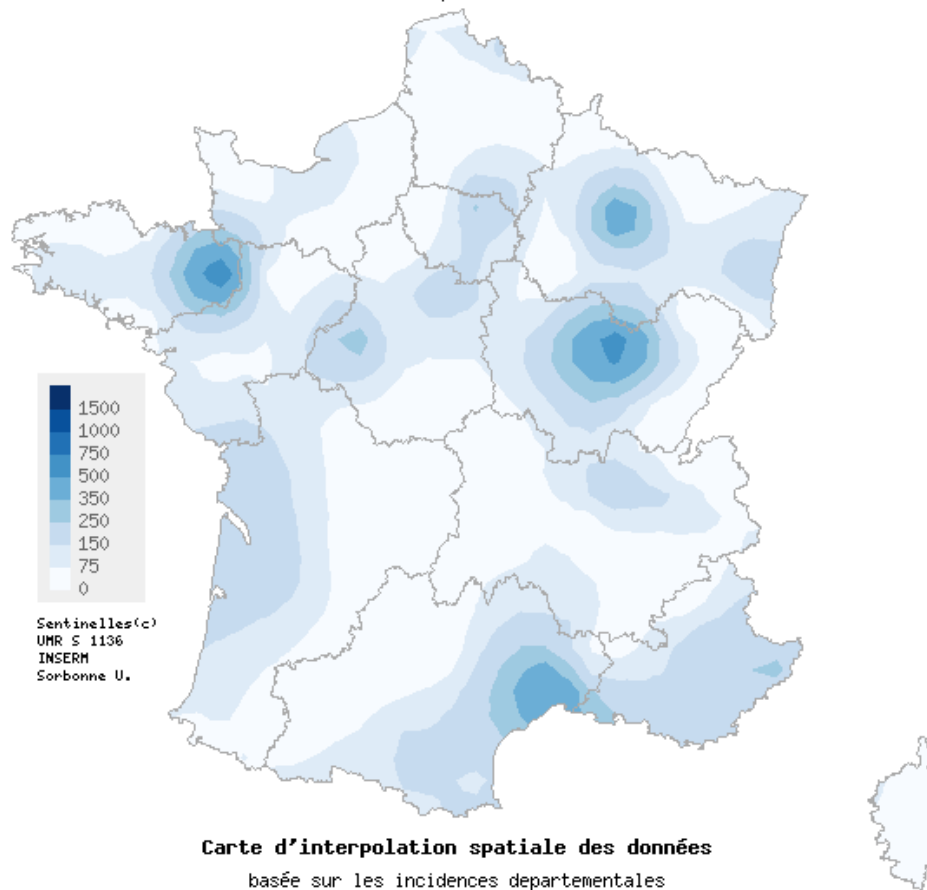 1500
1000
750
500
350
250
150
75
0
Sentinelles(c)
UMR S 1136
INSERM
Sorbonne U.
Carte d'interpolation spatiale des données
basée sur les incidences departementales